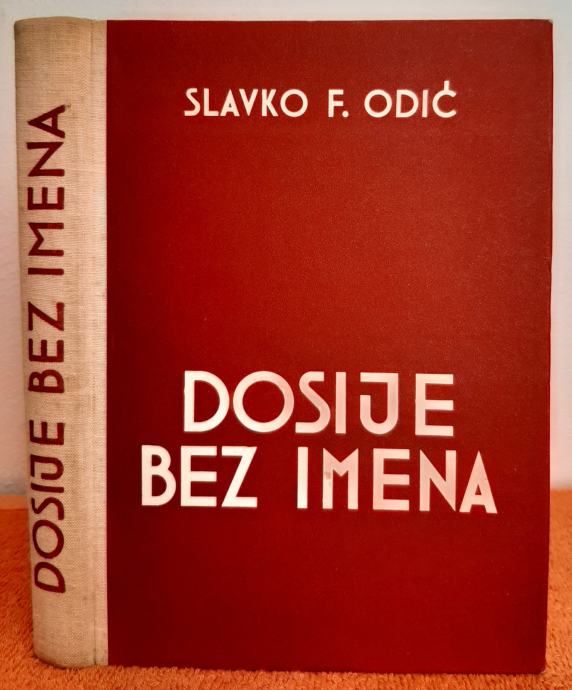 SLAVKO F. ODIĆ
DOSIJE
BEZ IMENA
DOSIJE BEZ IMENA